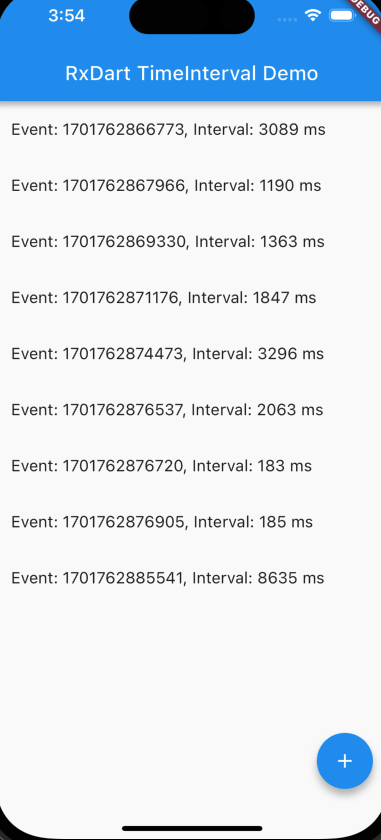 3:54
DEBUG
RxDart TimeInterval Demo
Event: 1701762866773, Interval: 3089 ms
Event: 1701762867966, Interval: 1190 ms
Event: 1701762869330, Interval: 1363 ms
Event: 1701762871176, Interval: 1847 ms
Event: 1701762874473, Interval: 3296 ms
Event: 1701762876537, Interval: 2063 ms
Event: 1701762876720, Interval: 183 ms
Event: 1701762876905, Interval: 185 ms
Event: 1701762885541, Interval: 8635 ms
+